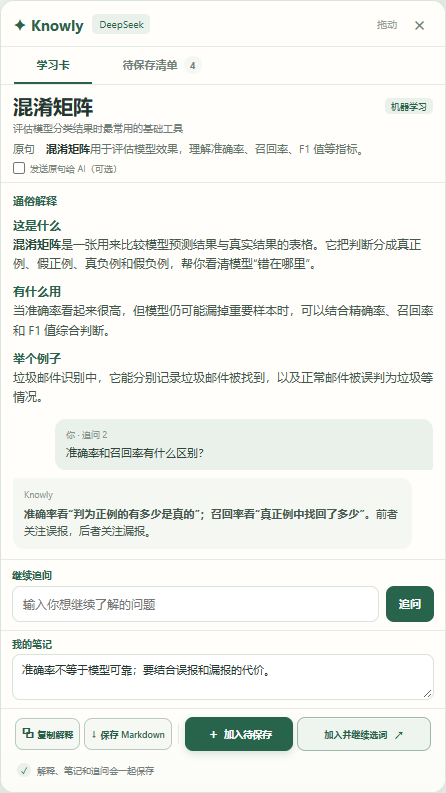 Knowly DeepSeek 拖动
学习卡 待保存清单 4
混淆矩阵 机器学习
评估模型分类结果时最常用的基础工具
原句 混淆矩阵用于评估模型效果，理解准确率、召回率、F1 值等指标。
发送原句给 AI（可选）
通俗解释
这是什么
混淆矩阵是一张用来比较模型预测结果与真实结果的表格。它把判断分成真正
例、假正例、真负例和假负例，帮你看清模型“错在哪里”。
有什么用
当准确率看起来很高，但模型仍可能漏掉重要样本时，可以结合精确率、召回率
和 F1 值综合判断。
举个例子
垃圾邮件识别中，它能分别记录垃圾邮件被找到，以及正常邮件被误判为垃圾等
情况。
你 · 追问 2
准确率和召回率有什么区别？
Knowly
准确率看“判为正例的有多少是真的”；召回率看“真正例中找回了多少”。前者
关注误报，后者关注漏报。
继续追问
输入你想继续了解的问题 追问
我的笔记
准确率不等于模型可靠；要结合误报和漏报的代价。
复制解释 ↓ 保存 Markdown + 加入待保存 加入并继续选词 ↗
✓ 解释、笔记和追问会一起保存